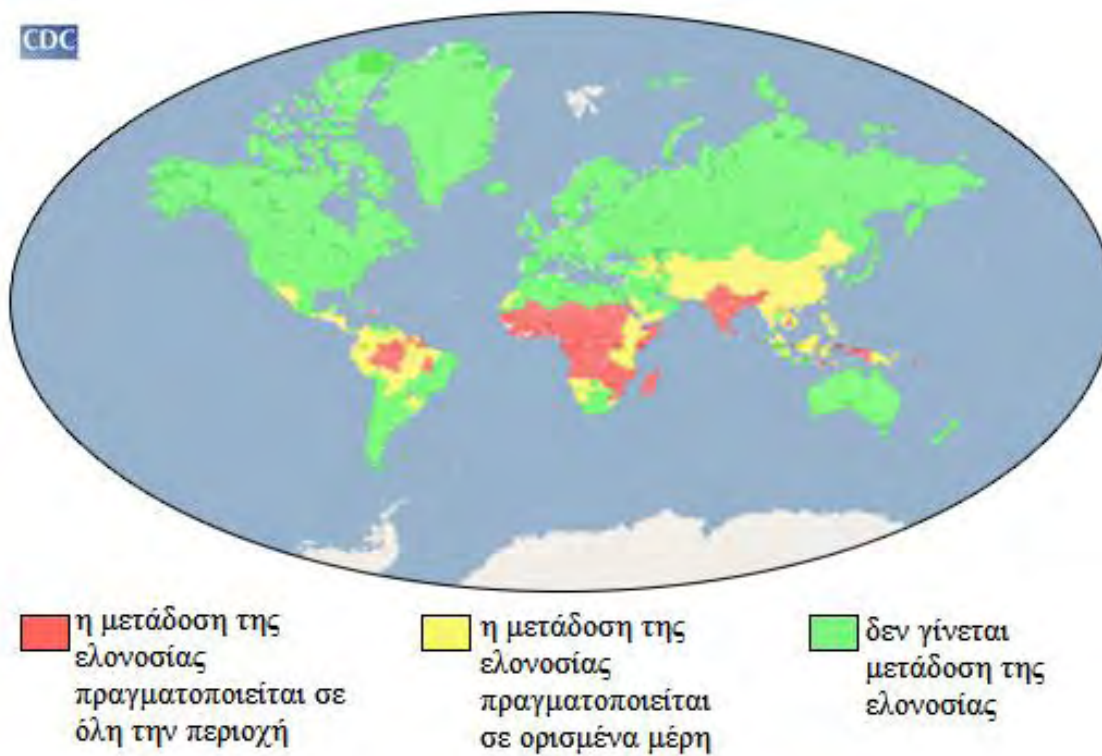 CDC
η μετάδοση της
ελονοσίας
πραγματοποιείται σε
όλη την περιοχή
η μετάδοση της
ελονοσίας
πραγματοποιείται
σε ορισμένα μέρη
δεν γίνεται
μετάδοση της
ελονοσίας